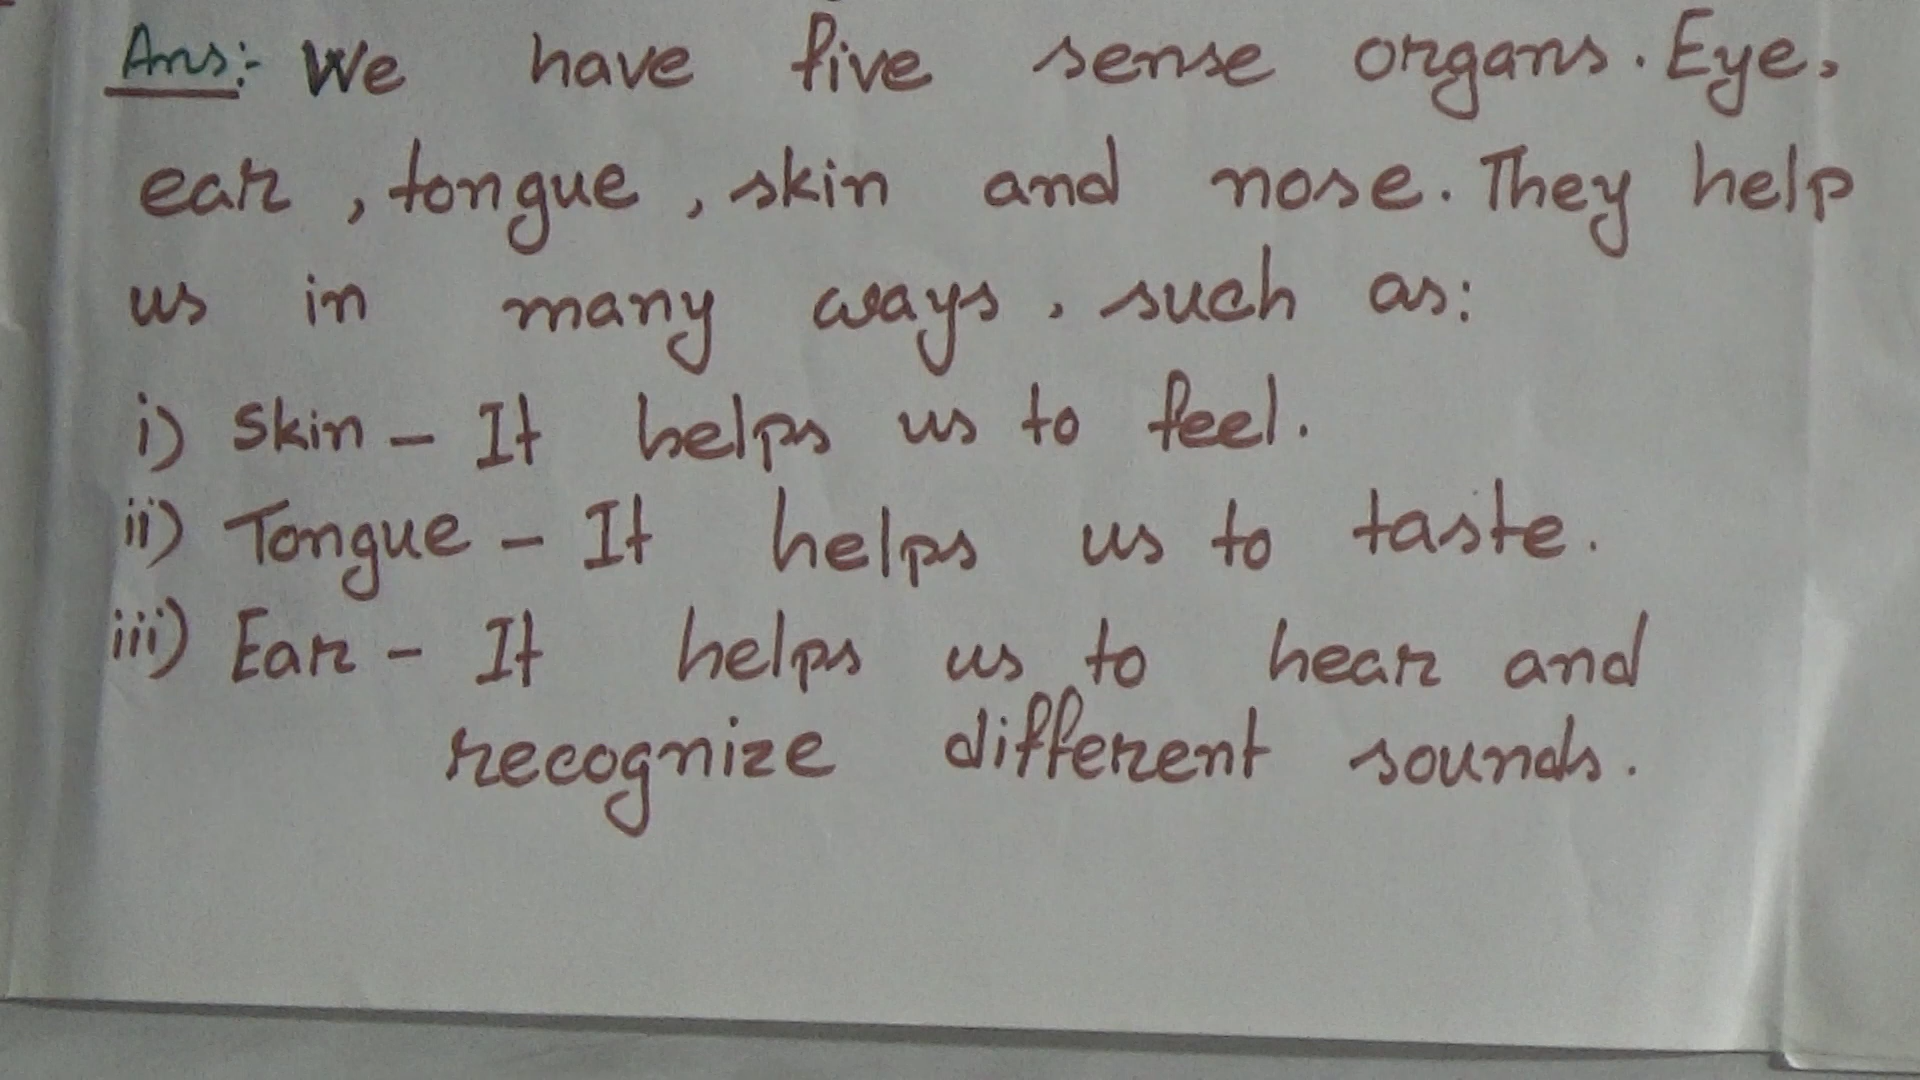 Ans:- We have five sense organs. Eye,
ear, tongue, skin and nose. They help
us in many ways, such as:
i) Skin - It helps us to feel.
ii) Tongue - It helps us to taste.
iii) Ear - It helps us to hear and
recognize different sounds.